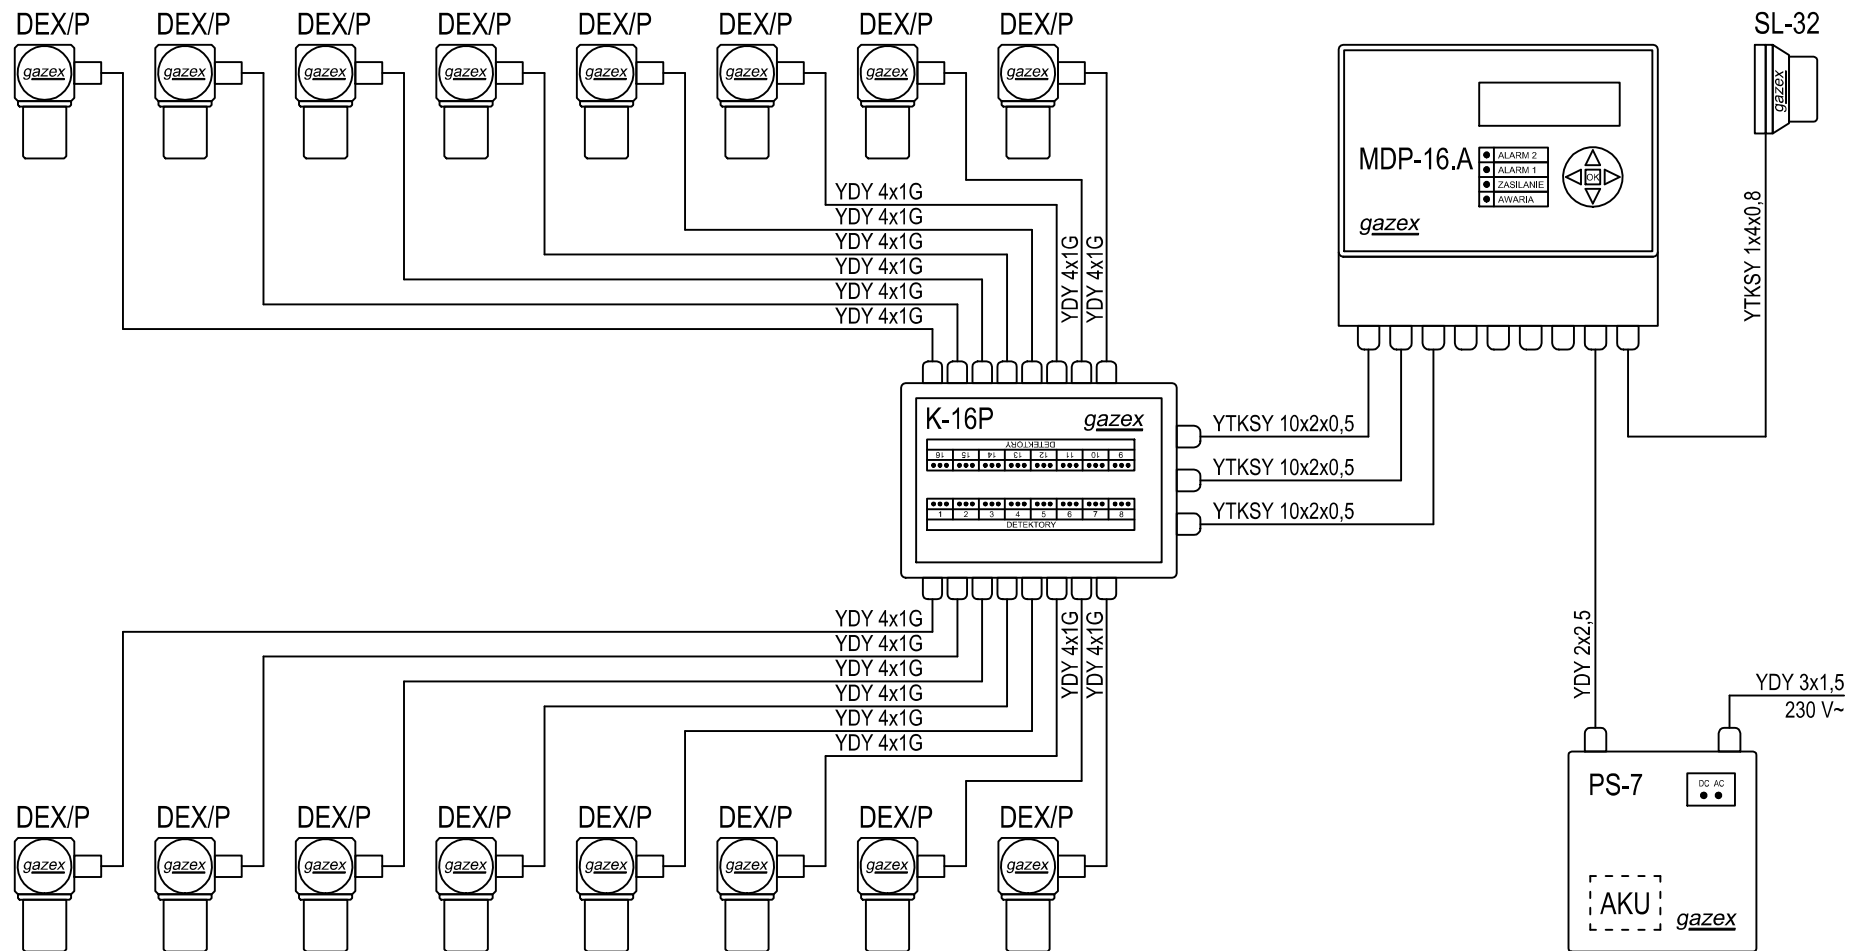 DEX/P DEX/P DEX/P DEX/P DEX/P DEX/P DEX/P DEX/P
gazex gazex gazex gazex gazex gazex gazex gazex
SL-32
gazex
YTKSY 1x4x0,8
MDP-16.A
ALARM 2
ALARM 1
ZASILANIE
AWARIA
OK
gazex
YDY 4x1G
YDY 4x1G
YDY 4x1G
YDY 4x1G
YDY 4x1G
YDY 4x1G
YDY 4x1G
YDY 4x1G
K-16P
gazex
DETEKTORY
16 15 14 13 12 11 10 9
1 2 3 4 5 6 7 8
DETEKTORY
YTKSY 10x2x0,5
YTKSY 10x2x0,5
YTKSY 10x2x0,5
YDY 4x1G
YDY 4x1G
YDY 4x1G
YDY 4x1G
YDY 4x1G
YDY 4x1G
YDY 4x1G
YDY 4x1G
YDY 2x2,5
YDY 3x1,5
230 V~
PS-7
DC AC
AKU
gazex
DEX/P DEX/P DEX/P DEX/P DEX/P DEX/P DEX/P DEX/P
gazex gazex gazex gazex gazex gazex gazex gazex